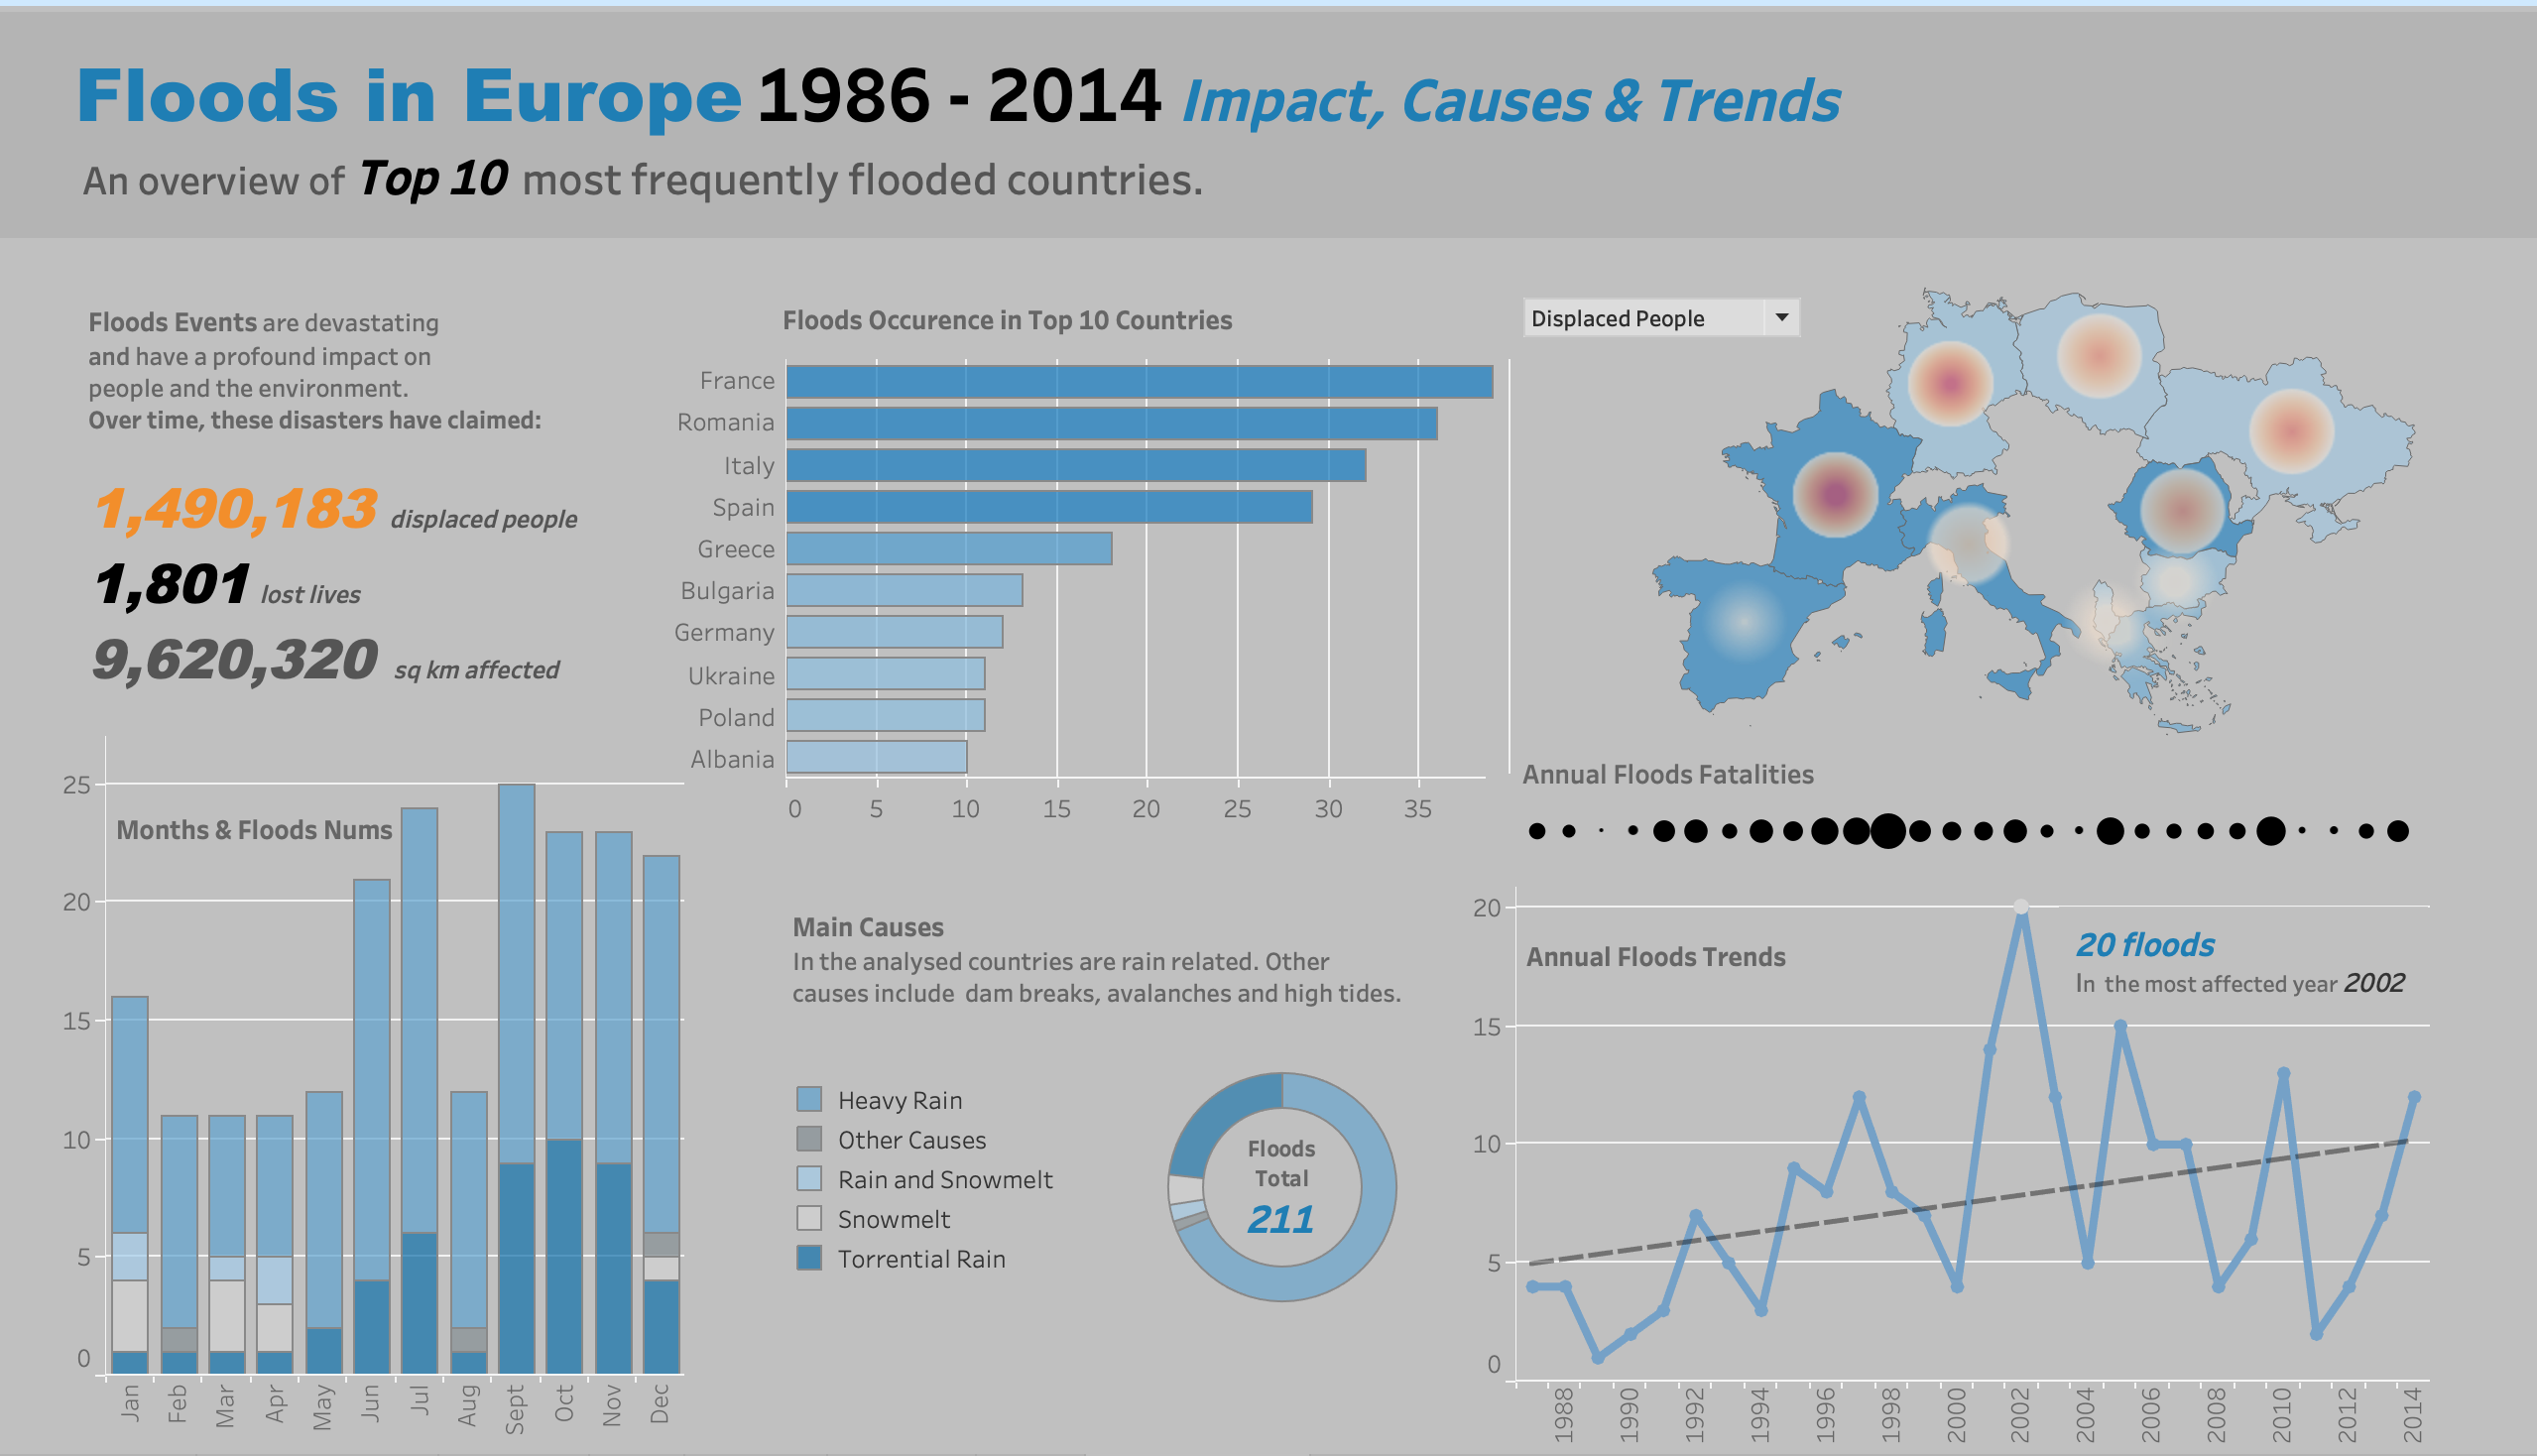 Floods in Europe 1986 - 2014 Impact, Causes & Trends
An overview of Top 10 most frequently flooded countries.
Floods Events are devastating
and have a profound impact on
people and the environment.
Over time, these disasters have claimed:
1,490,183 displaced people
1,801 lost lives
9,620,320 sq km affected
Floods Occurence in Top 10 Countries
France
Romania
Italy
Spain
Greece
Bulgaria
Germany
Ukraine
Poland
Albania
0 5 10 15 20 25 30 35
Displaced People
Annual Floods Fatalities
Months & Floods Nums
25
20
15
10
5
0
Jan Feb Mar Apr May Jun Jul Aug Sept Oct Nov Dec
Main Causes
In the analysed countries are rain related. Other
causes include dam breaks, avalanches and high tides.
Heavy Rain
Other Causes
Rain and Snowmelt
Snowmelt
Torrential Rain
Floods
Total
211
Annual Floods Trends
20 floods
In the most affected year 2002
20
15
10
5
0
1988 1990 1992 1994 1996 1998 2000 2002 2004 2006 2008 2010 2012 2014